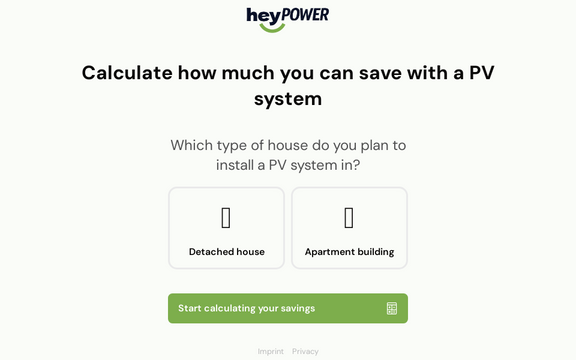 heyPOWER
Calculate how much you can save with a PV
system
Which type of house do you plan to
install a PV system in?
Detached house
Apartment building
Start calculating your savings
Imprint Privacy